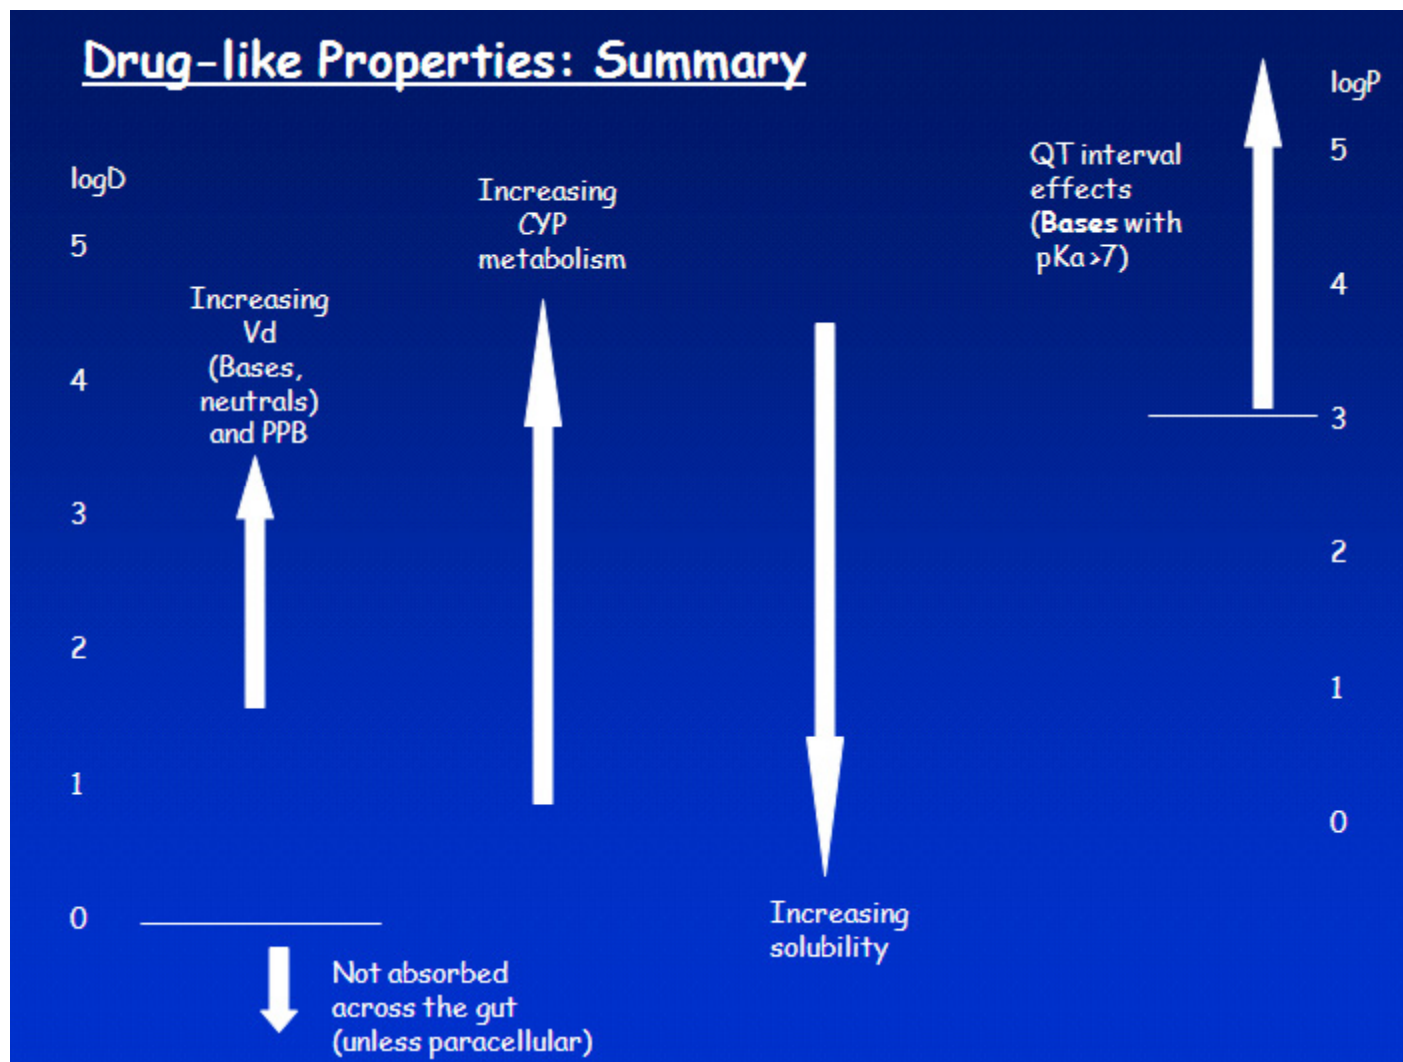 Drug-like Properties: Summary
logD
5
4
3
2
1
0
Increasing
Vd
(Bases,
neutrals)
and PPB
Not absorbed
across the gut
(unless paracellular)
Increasing
CYP
metabolism
Increasing
solubility
QT interval
effects
(Bases with
pKa >7)
logP
5
4
3
2
1
0